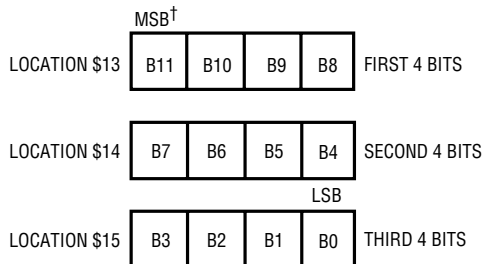 MSB†
LOCATION $13 B11 B10 B9 B8 FIRST 4 BITS
LOCATION $14 B7 B6 B5 B4 SECOND 4 BITS
LSB
LOCATION $15 B3 B2 B1 B0 THIRD 4 BITS